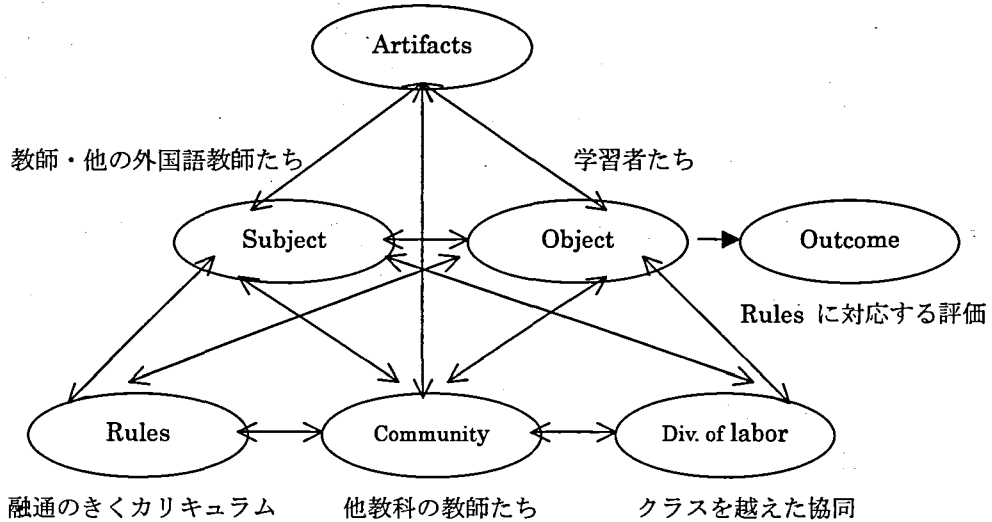 Artifacts
教師・他の外国語教師たち
学習者たち
Subject
Object
Outcome
Rules に対応する評価
Rules
Community
Div. of labor
融通のきくカリキュラム
他教科の教師たち
クラスを越えた協同